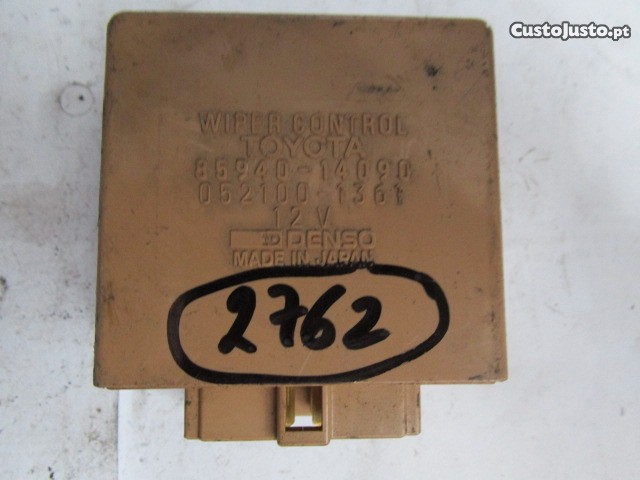 CustoJusto.pt
WIPER CONTROL
TOYOTA
85940-14090
052100-1361
12 V
DENSO
MADE IN JAPAN
2762